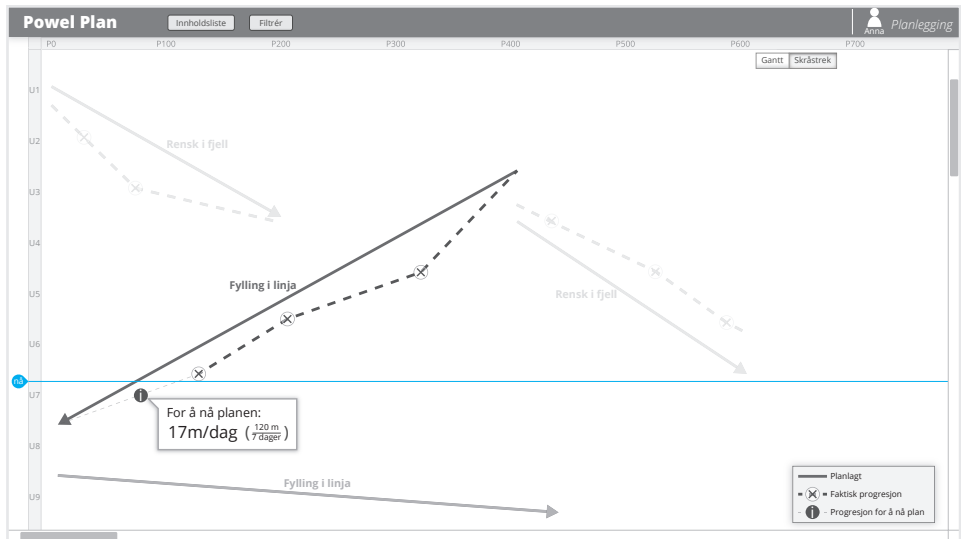 Powel Plan
Innholdsliste
Filtrér
Anna
Planlegging
P0
P100
P200
P300
P400
P500
P600
P700
Gantt
Skråstrek
U1
U2
U3
U4
U5
U6
U7
U8
U9
Rensk i fjell
Fylling i linja
Rensk i fjell
nå
For å nå planen:
17m/dag (120 m / 7 dager)
Fylling i linja
Planlagt
Faktisk progresjon
Progresjon for å nå plan